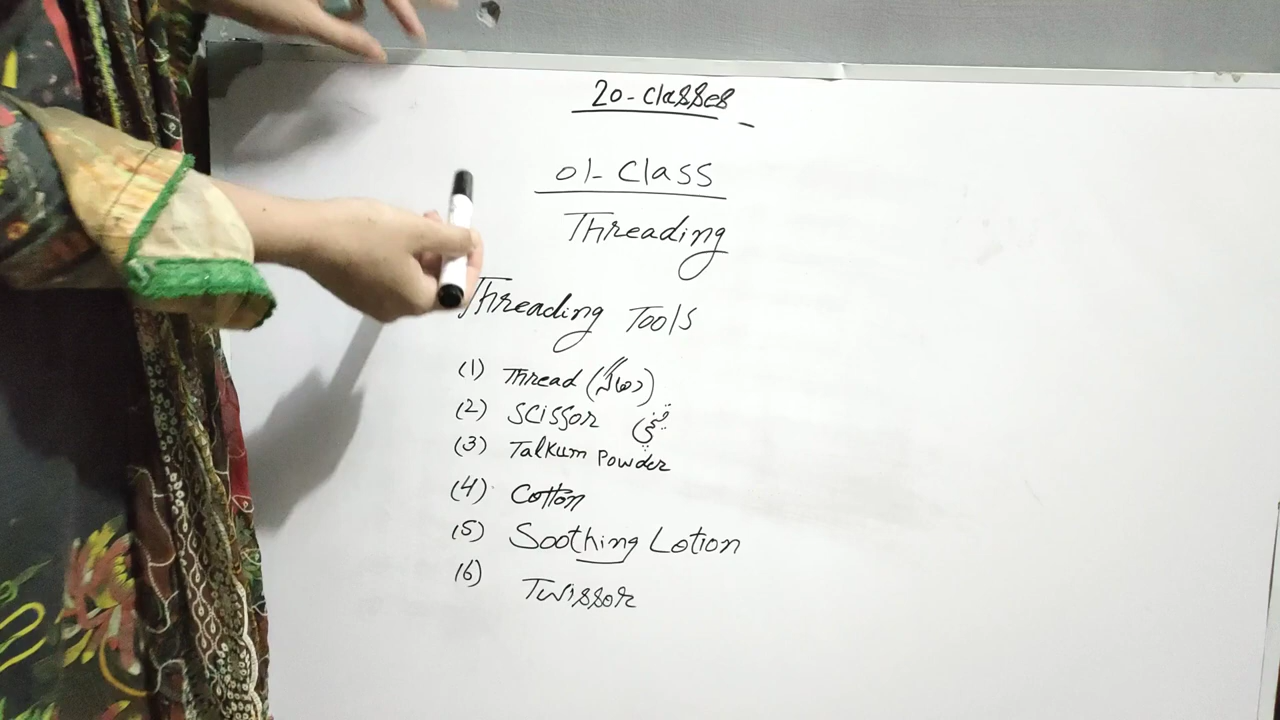 20-Classes
01-Class
Threading
Threading Tools
(1) Thread (دھاگہ)
(2) Scissor قینچی
(3) Talkum Powder
(4) Cotton
(5) Soothing Lotion
(6) Twissor